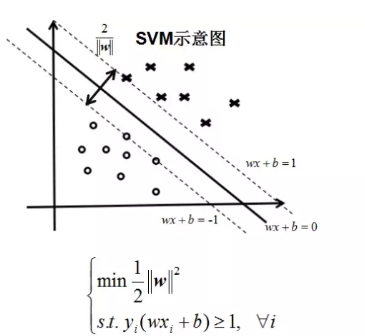 SVM示意图
2
‖w‖
wx + b = 1
wx + b = -1
wx + b = 0
min 1/2 ‖w‖²
s.t. yᵢ(wxᵢ + b) ≥ 1, ∀i